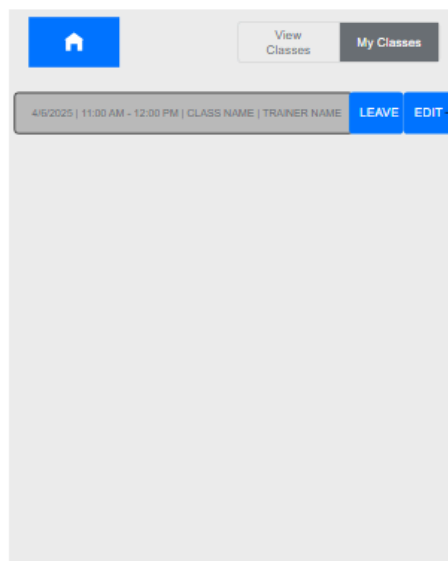 View
Classes
My Classes
4/6/2025 | 11:00 AM - 12:00 PM | CLASS NAME | TRAINER NAME
LEAVE
EDIT